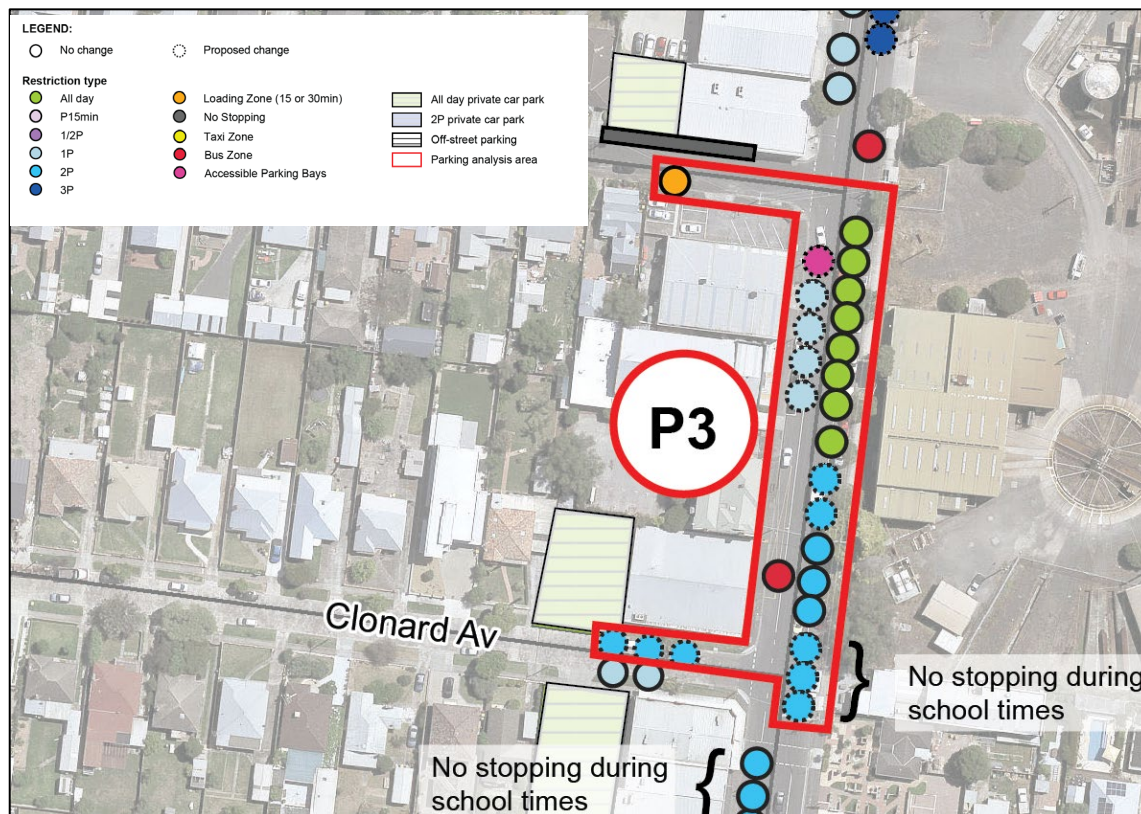 LEGEND:
No change
Proposed change
Restriction type
All day
P15min
1/2P
1P
2P
3P
Loading Zone (15 or 30min)
No Stopping
Taxi Zone
Bus Zone
Accessible Parking Bays
All day private car park
2P private car park
Off-street parking
Parking analysis area
P3
Clonard Av
No stopping during
school times
No stopping during
school times